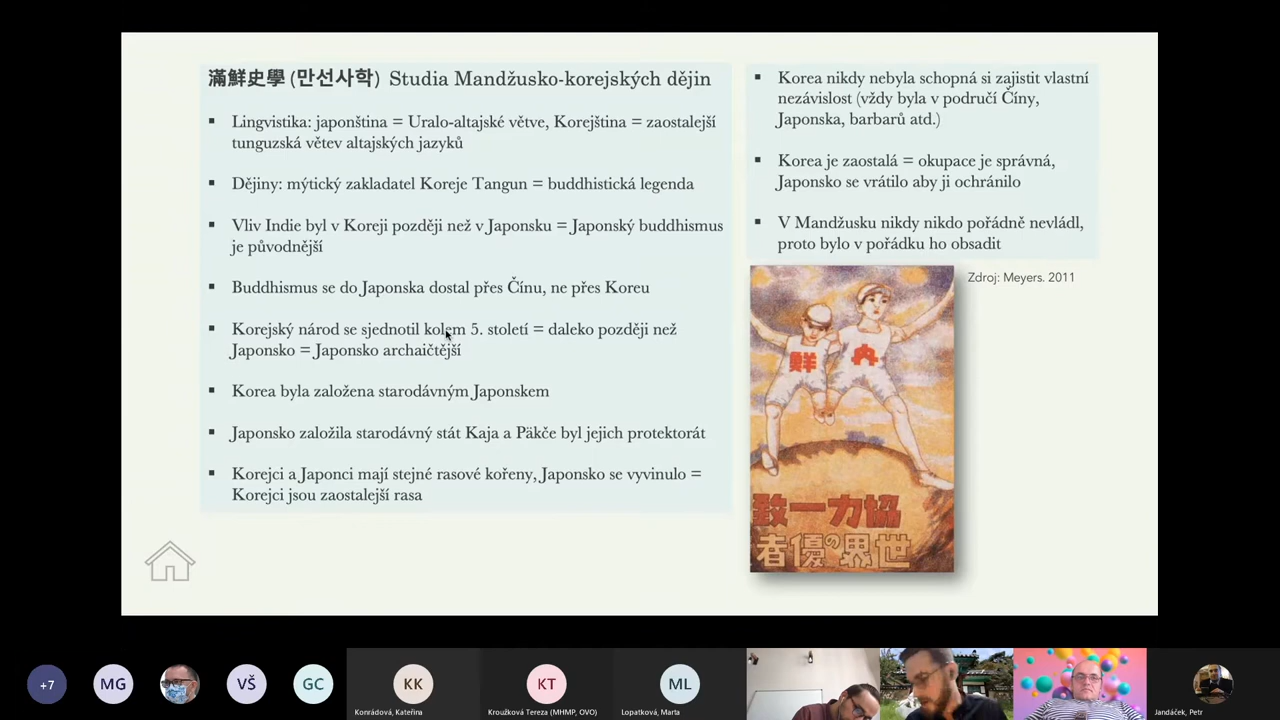 滿鮮史學 (만선사학) Studia Mandžusko-korejských dějin
▪ Lingvistika: japonština = Uralo-altajské větve, Korejština = zaostalejší
tunguzská větev altajských jazyků
▪ Dějiny: mýtický zakladatel Koreje Tangun = buddhistická legenda
▪ Vliv Indie byl v Koreji později než v Japonsku = Japonský buddhismus
je původnější
▪ Buddhismus se do Japonska dostal přes Čínu, ne přes Koreu
▪ Korejský národ se sjednotil kolem 5. století = daleko později než
Japonsko = Japonsko archaičtější
▪ Korea byla založena starodávným Japonskem
▪ Japonsko založila starodávný stát Kaja a Päkče byl jejich protektorát
▪ Korejci a Japonci mají stejné rasové kořeny, Japonsko se vyvinulo =
Korejci jsou zaostalejší rasa
▪ Korea nikdy nebyla schopná si zajistit vlastní
nezávislost (vždy byla v područí Číny,
Japonska, barbarů atd.)
▪ Korea je zaostalá = okupace je správná,
Japonsko se vrátilo aby ji ochránilo
▪ V Mandžusku nikdy nikdo pořádně nevládl,
proto bylo v pořádku ho obsadit
Zdroj: Meyers. 2011
鮮 內
致一力協
者優の界世
+7 MG VŠ GC KK KT ML
Konrádová, Kateřina
Kroužková Tereza (MHMP, OVO)
Lopatková, Marta
Jandáček, Petr